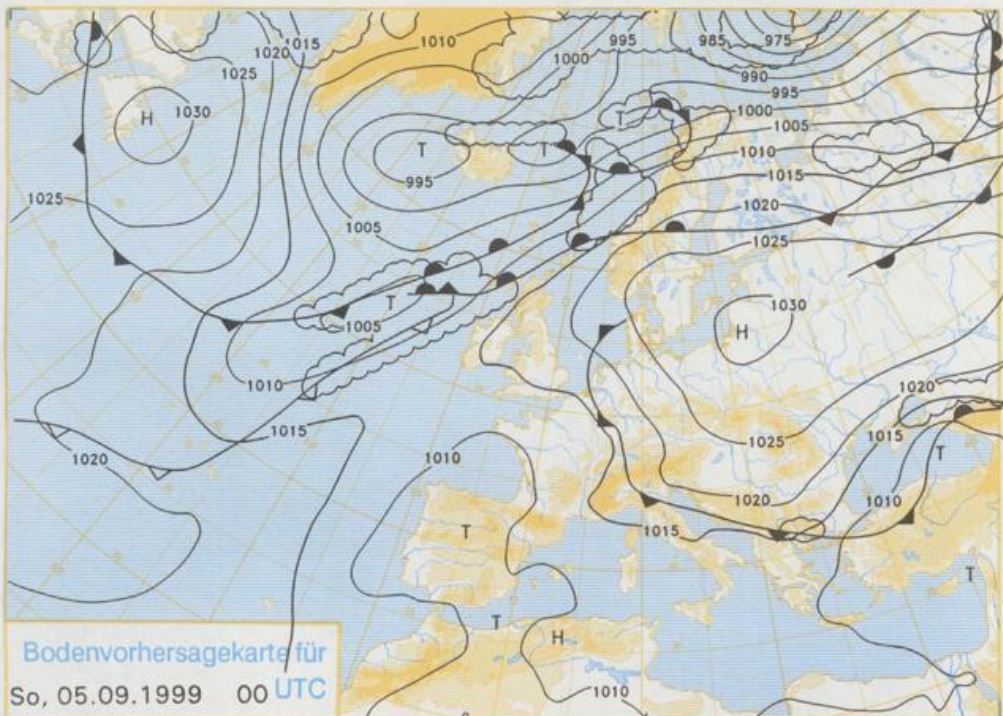 1020 1015 1010 995 985 975
1025 1000 990
H 1030 995
T 1000
T T T 1005
1010
995 1015
1025 1020
1005 1025
T 1030
1005 H
1010 1020
1015 1025 1015
1020 1010 T
1020 1010
T 1015
T
T H
Bodenvorhersagekarte für
So, 05.09.1999 00 UTC
1010